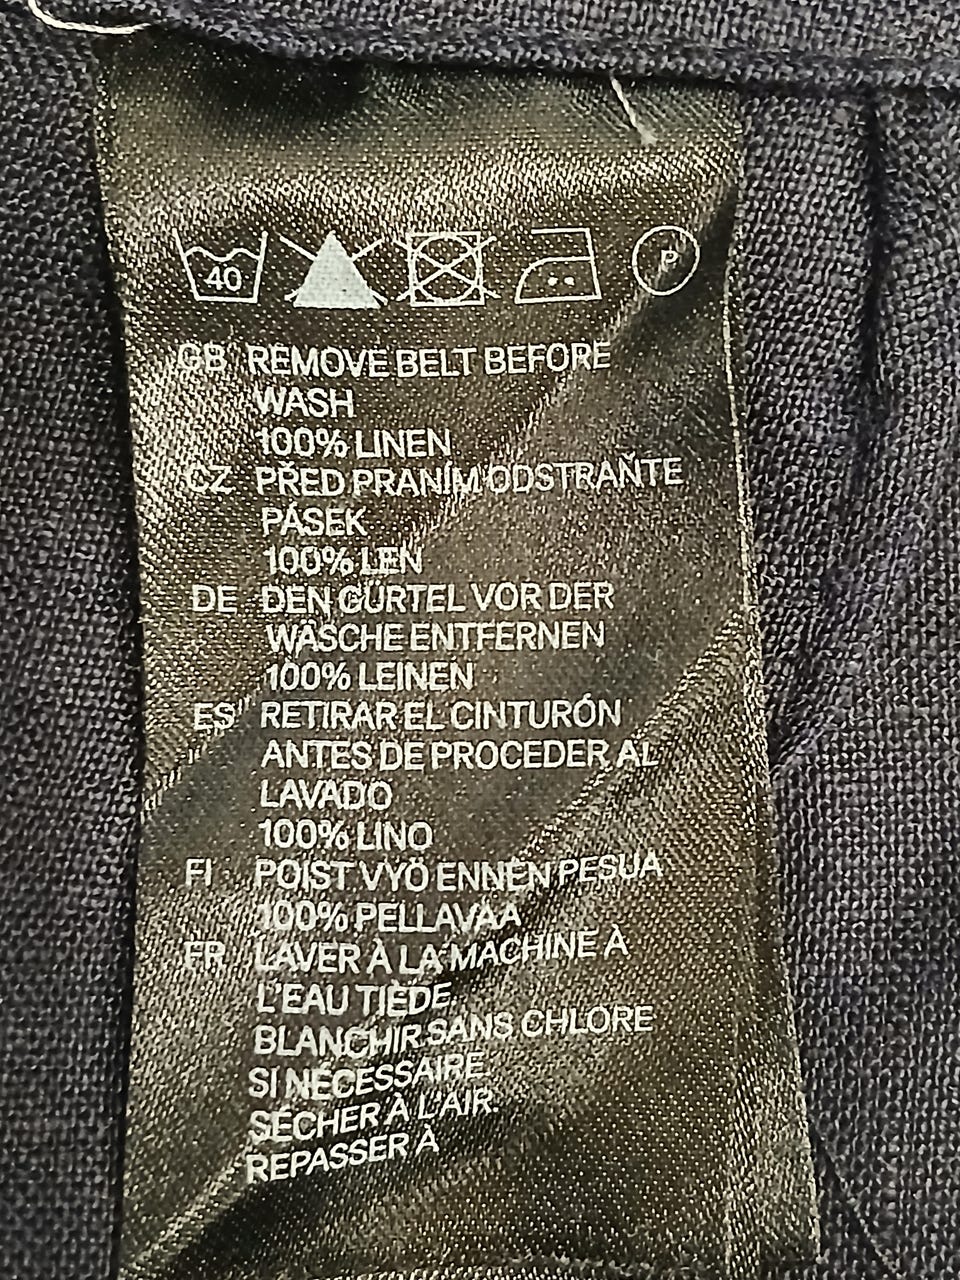 40 P
GB REMOVE BELT BEFORE
WASH
100% LINEN
CZ PŘED PRANÍM ODSTRAŇTE
PÁSEK
100% LEN
DE DEN GÜRTEL VOR DER
WÄSCHE ENTFERNEN
100% LEINEN
ES RETIRAR EL CINTURÓN
ANTES DE PROCEDER AL
LAVADO
100% LINO
FI POIST VYÖ ENNEN PESUA
100% PELLAVAA
FR LAVER À LA MACHINE À
L'EAU TIÈDE.
BLANCHIR SANS CHLORE
SI NÉCESSAIRE.
SÉCHER À L'AIR.
REPASSER À